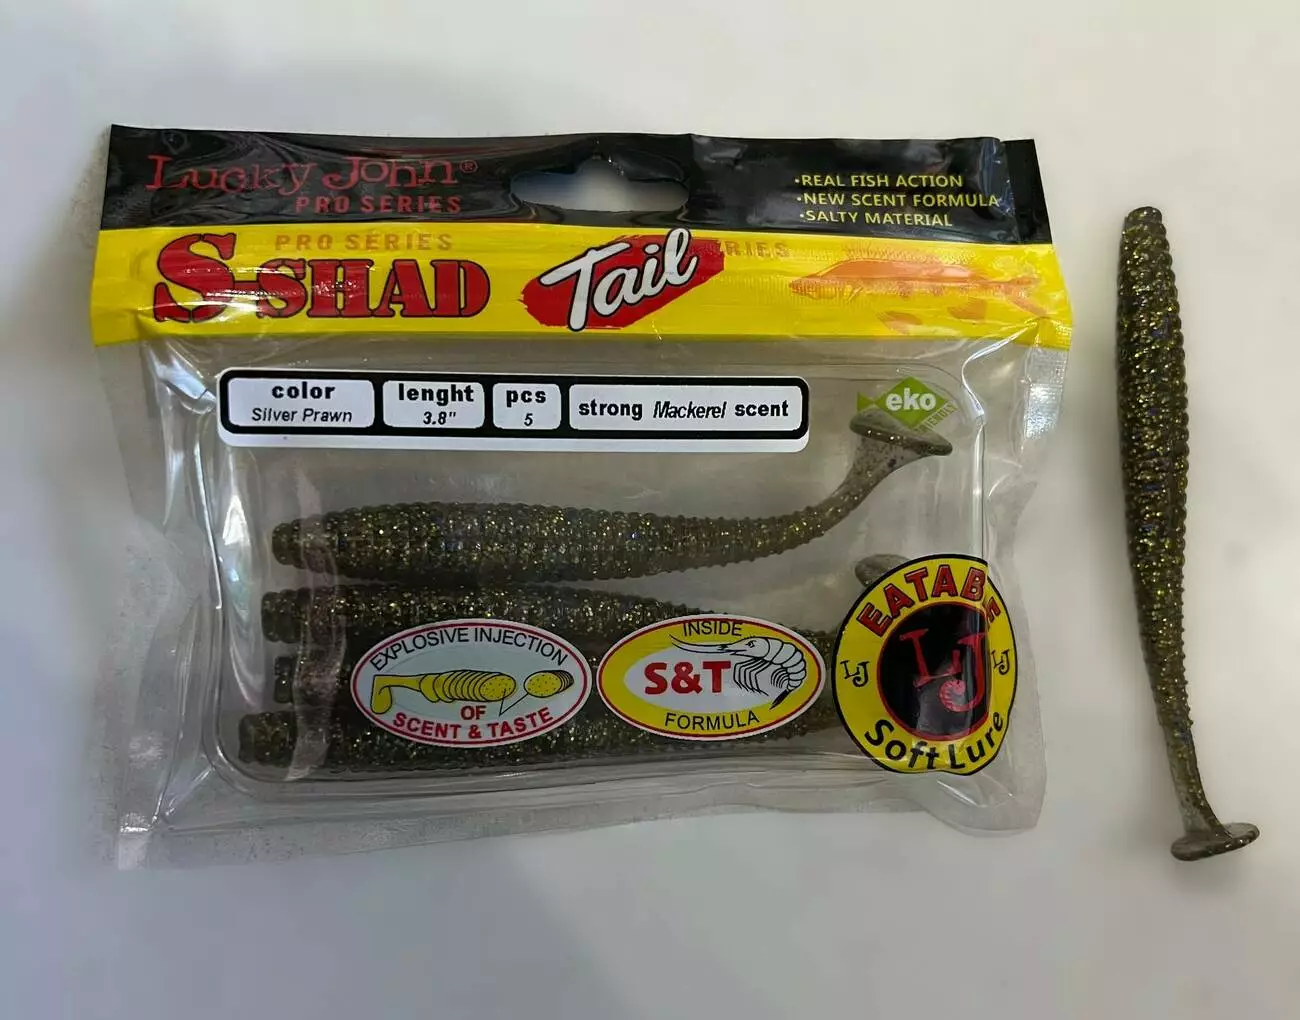 Lucky John®
PRO SERIES
•REAL FISH ACTION
•NEW SCENT FORMULA
•SALTY MATERIAL
PRO SERIES
S-SHAD Tail
color
Silver Prawn
lenght
3.8"
pcs
5
strong Mackerel scent
eko
EXPLOSIVE INJECTION
OF
SCENT & TASTE
INSIDE
S&T
FORMULA
EATABLE
LJ
LJ
LJ
Soft Lure